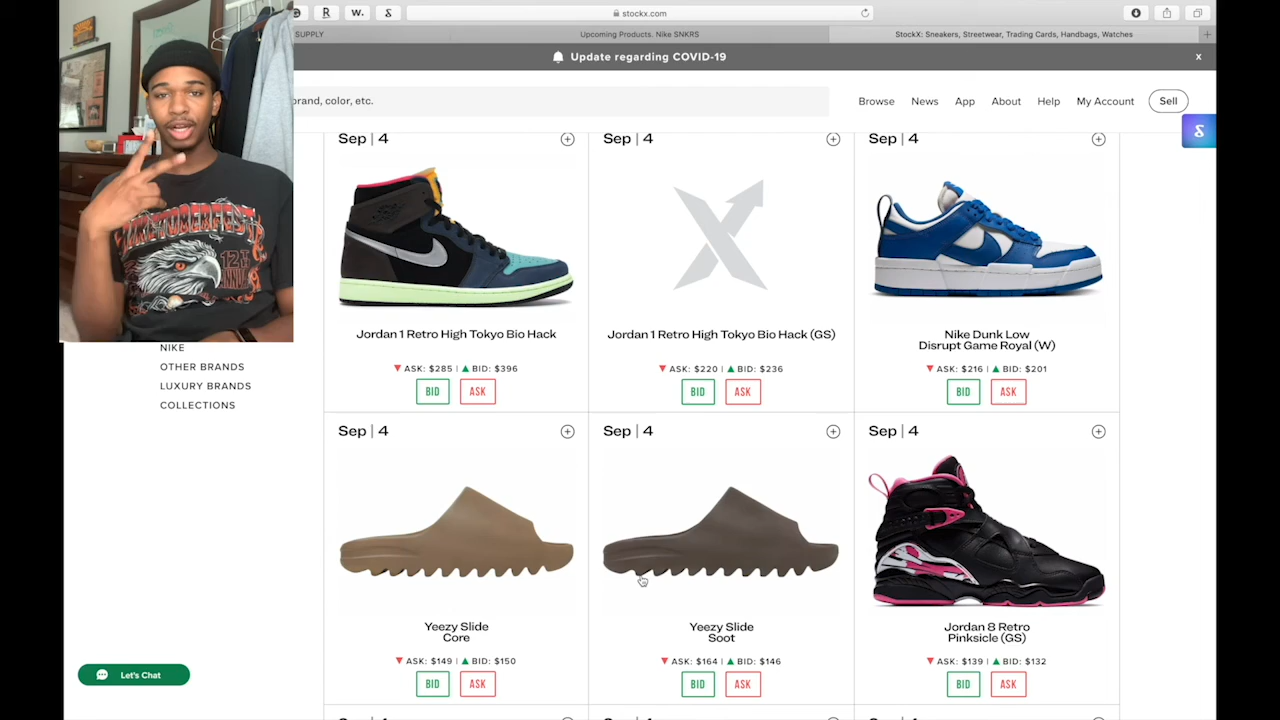 R W. S stockx.com
SUPPLY Upcoming Products. Nike SNKRS StockX: Sneakers, Streetwear, Trading Cards, Handbags, Watches
Update regarding COVID-19 x
brand, color, etc. Browse News App About Help My Account Sell
Sep | 4 Sep | 4 Sep | 4
Jordan 1 Retro High Tokyo Bio Hack Jordan 1 Retro High Tokyo Bio Hack (GS) Nike Dunk Low
Disrupt Game Royal (W)
ASK: $285 | BID: $396 ASK: $220 | BID: $236 ASK: $216 | BID: $201
BID ASK BID ASK BID ASK
NIKE
OTHER BRANDS
LUXURY BRANDS
COLLECTIONS
Sep | 4 Sep | 4 Sep | 4
Yeezy Slide Yeezy Slide Jordan 8 Retro
Core Soot Pinksicle (GS)
ASK: $149 | BID: $150 ASK: $164 | BID: $146 ASK: $139 | BID: $132
BID ASK BID ASK BID ASK
Let's Chat
12TH